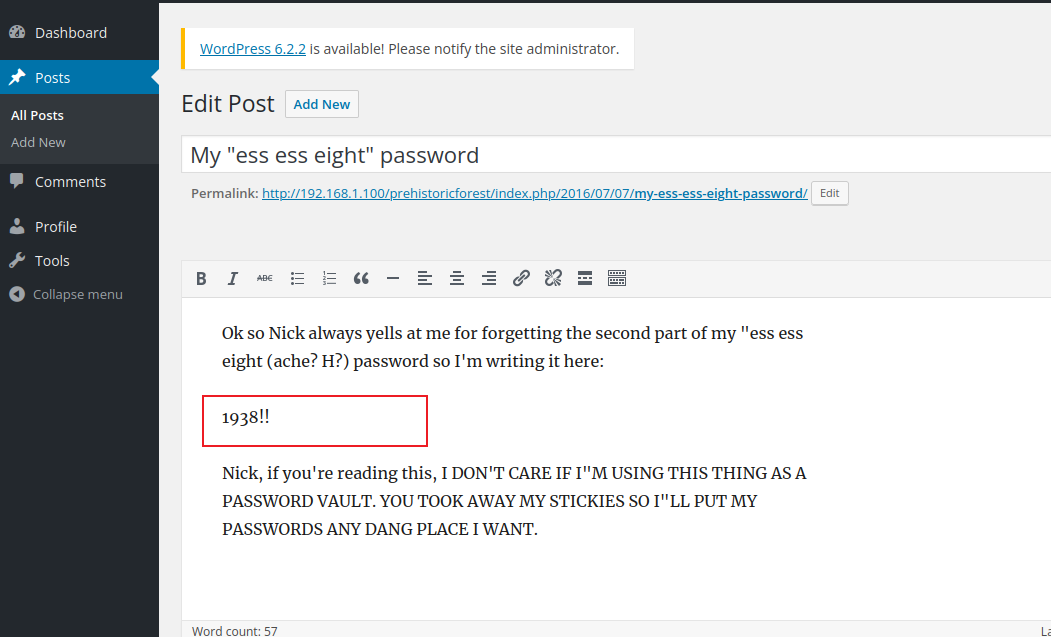 Dashboard
WordPress 6.2.2 is available! Please notify the site administrator.
Posts
All Posts
Add New
Comments
Profile
Tools
Collapse menu
Edit Post Add New
My "ess ess eight" password
Permalink: http://192.168.1.100/prehistoricforest/index.php/2016/07/07/my-ess-ess-eight-password/ Edit
B I ABC
Ok so Nick always yells at me for forgetting the second part of my "ess ess
eight (ache? H?) password so I'm writing it here:
1938!!
Nick, if you're reading this, I DON'T CARE IF I"M USING THIS THING AS A
PASSWORD VAULT. YOU TOOK AWAY MY STICKIES SO I"LL PUT MY
PASSWORDS ANY DANG PLACE I WANT.
Word count: 57